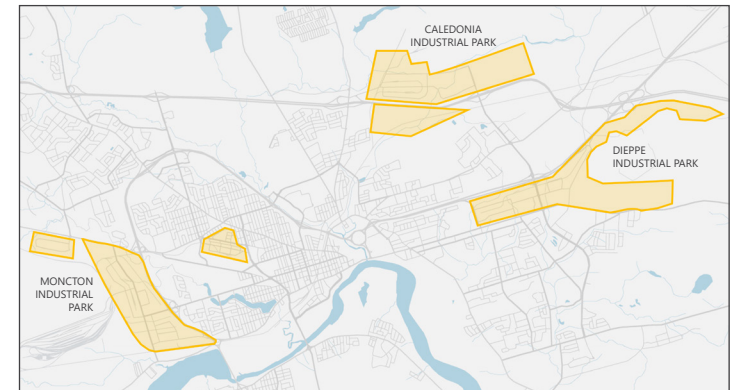 CALEDONIA
INDUSTRIAL PARK
DIEPPE
INDUSTRIAL PARK
MONCTON
INDUSTRIAL
PARK